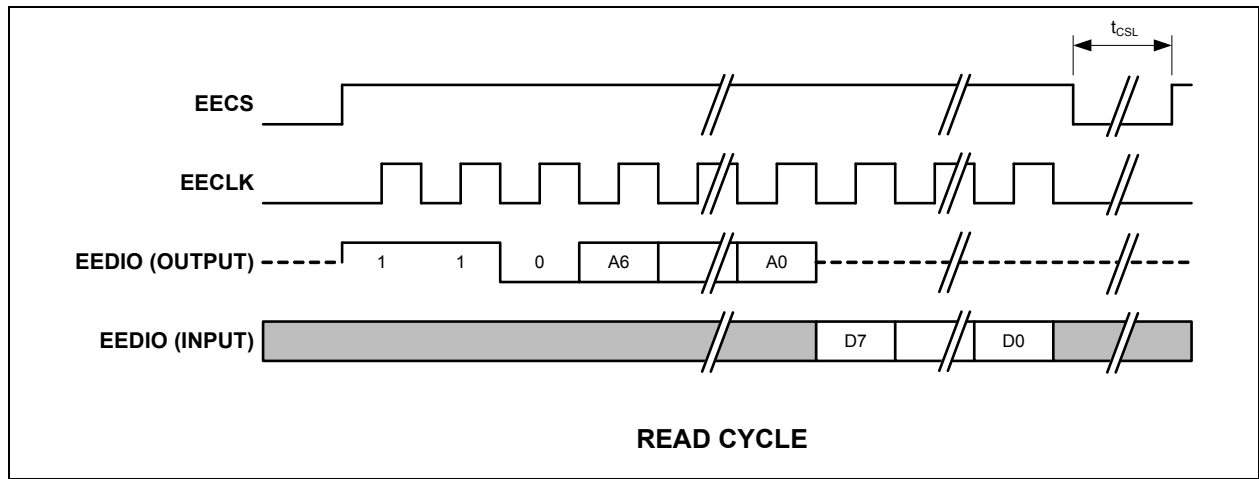 tCSL
EECS
EECLK
EEDIO (OUTPUT) 1 1 0 A6 A0
EEDIO (INPUT) D7 D0
READ CYCLE